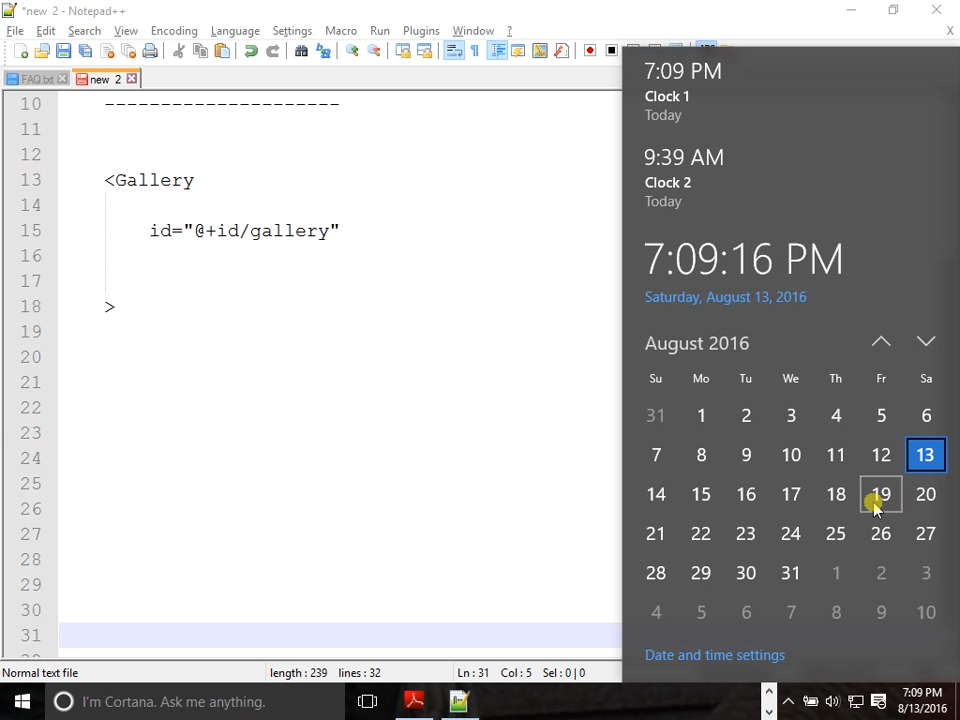 *new 2 - Notepad++
File Edit Search View Encoding Language Settings Macro Run Plugins Window ? X
FAQ.txt new 2
10 ---------------------
11
12
13 <Gallery
14
15 id="@+id/gallery"
16
17
18 >
19
20
21
22
23
24
25
26
27
28
29
30
31
7:09 PM
Clock 1
Today
9:39 AM
Clock 2
Today
7:09:16 PM
Saturday, August 13, 2016
August 2016
Su Mo Tu We Th Fr Sa
31 1 2 3 4 5 6
7 8 9 10 11 12 13
14 15 16 17 18 19 20
21 22 23 24 25 26 27
28 29 30 31 1 2 3
4 5 6 7 8 9 10
Date and time settings
Normal text file length : 239 lines : 32 Ln : 31 Col : 5 Sel : 0 | 0
I'm Cortana. Ask me anything.
7:09 PM
8/13/2016